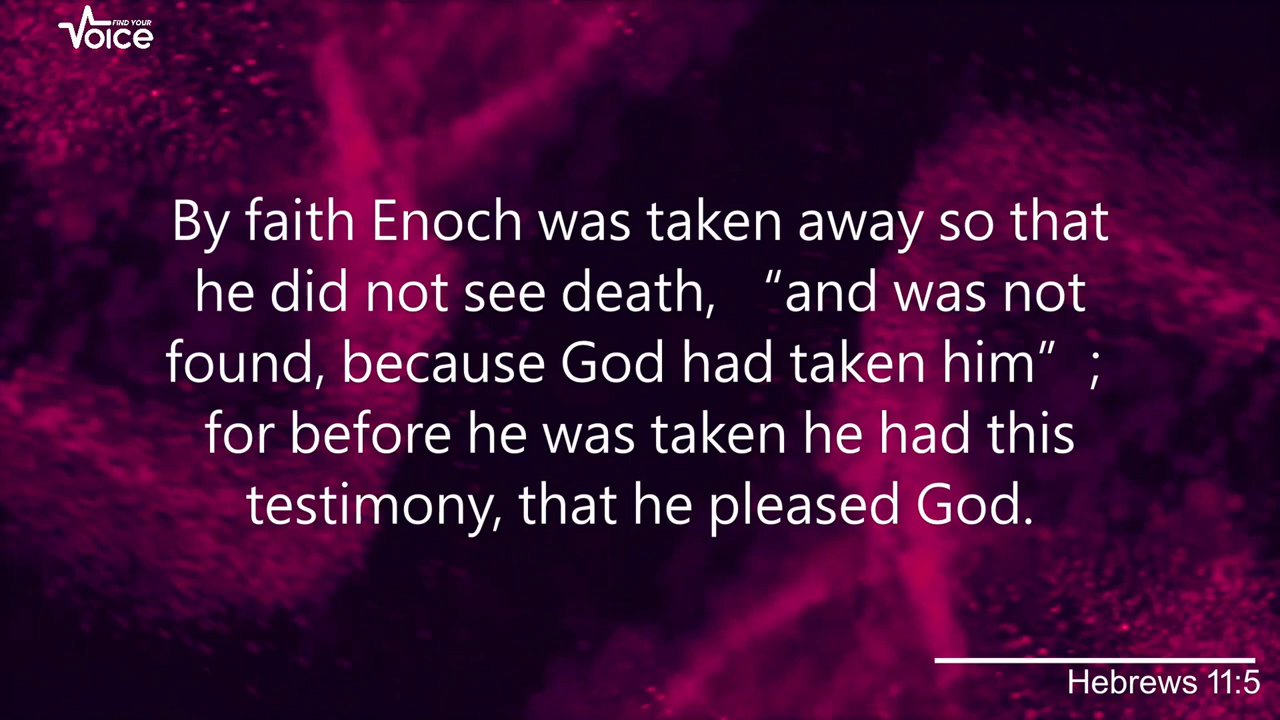 FIND YOUR
VOICE
By faith Enoch was taken away so that
he did not see death, “and was not
found, because God had taken him” ;
for before he was taken he had this
testimony, that he pleased God.
Hebrews 11:5